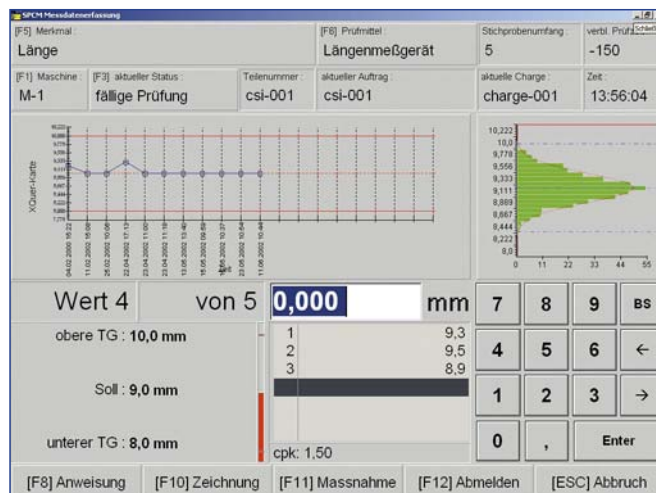 SPCM Messdatenerfassung
[F5] Merkmal :
Länge
[F6] Prüfmittel :
Längenmeßgerät
Stichprobenumfang :
5
verbl. Prüfz
-150
Schließ
[F1] Maschine :
M-1
[F3] aktueller Status :
fällige Prüfung
Teilenummer :
csi-001
aktueller Auftrag :
csi-001
aktuelle Charge :
charge-001
Zeit :
13:56:04
XQuer-Karte
10,222
10,0
9,778
9,556
9,333
9,111
8,889
8,667
8,444
8,222
8,0
0 11 22 33 44 55
Wert 4 von 5
0,000 mm
obere TG : 10,0 mm
Soll : 9,0 mm
unterer TG : 8,0 mm
1 9,3
2 9,5
3 8,9
cpk: 1,50
7 8 9 BS
4 5 6 ←
1 2 3 →
0 , Enter
[F8] Anweisung
[F10] Zeichnung
[F11] Massnahme
[F12] Abmelden
[ESC] Abbruch